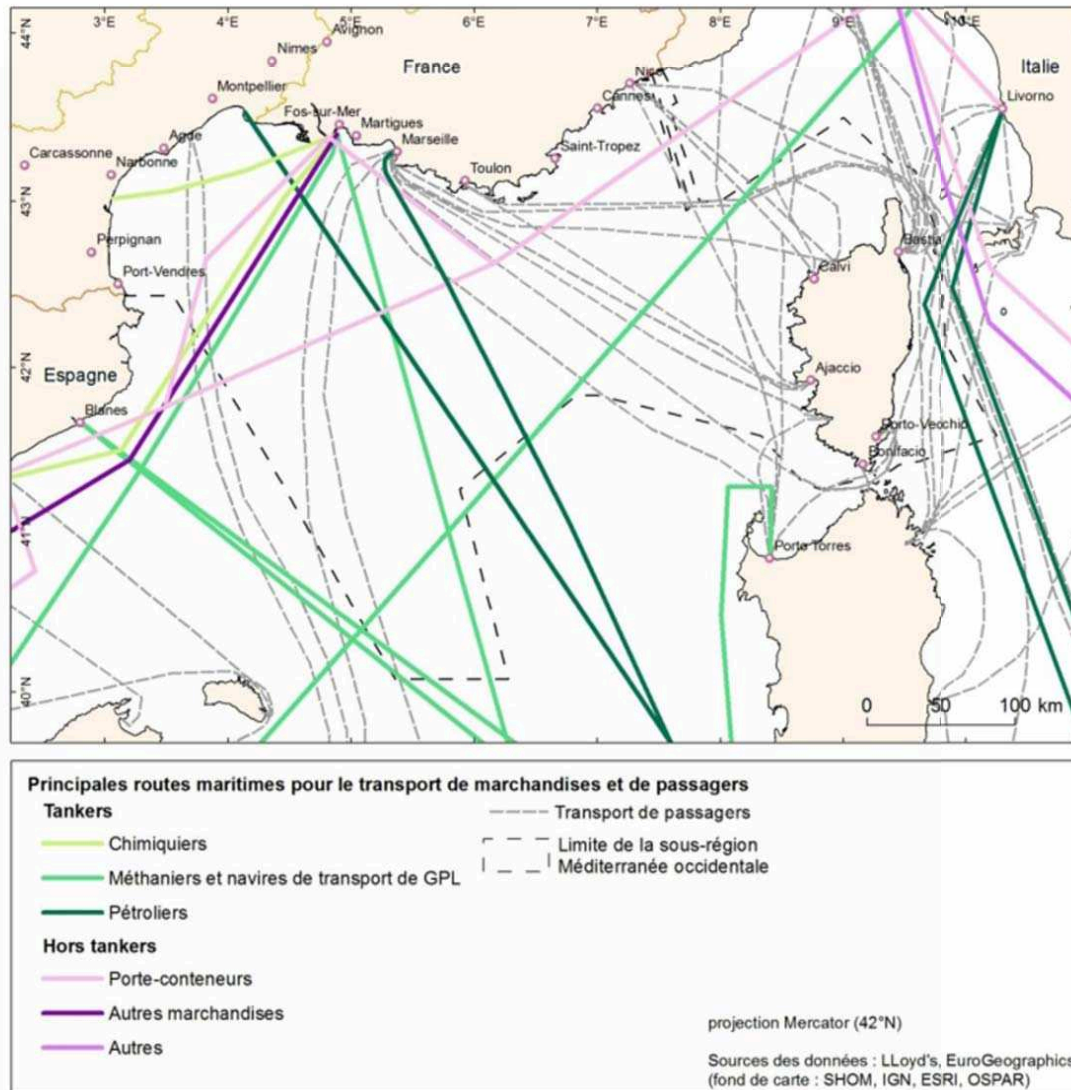 3°E 4°E 5°E 6°E 7°E 8°E 9°E 10°E
44°N
Avignon
Nimes
France
Italie
Montpellier
Nice
Cannes
Livorno
Fos-sur-Mer
Martigues
Agde
Marseille
Carcassonne
Narbonne
Saint-Tropez
Toulon
43°N
Perpignan
Bastia
Port-Vendres
Calvi
42°N
Espagne
Ajaccio
Blanes
Porto-Vecchio
Bonifacio
41°N
Porto Torres
40°N
0 50 100 km
Principales routes maritimes pour le transport de marchandises et de passagers
Tankers
Chimiquiers
Méthaniers et navires de transport de GPL
Pétroliers
Hors tankers
Porte-conteneurs
Autres marchandises
Autres
Transport de passagers
Limite de la sous-région
Méditerranée occidentale
projection Mercator (42°N)
Sources des données : LLoyd's, EuroGeographics
(fond de carte : SHOM, IGN, ESRI, OSPAR)